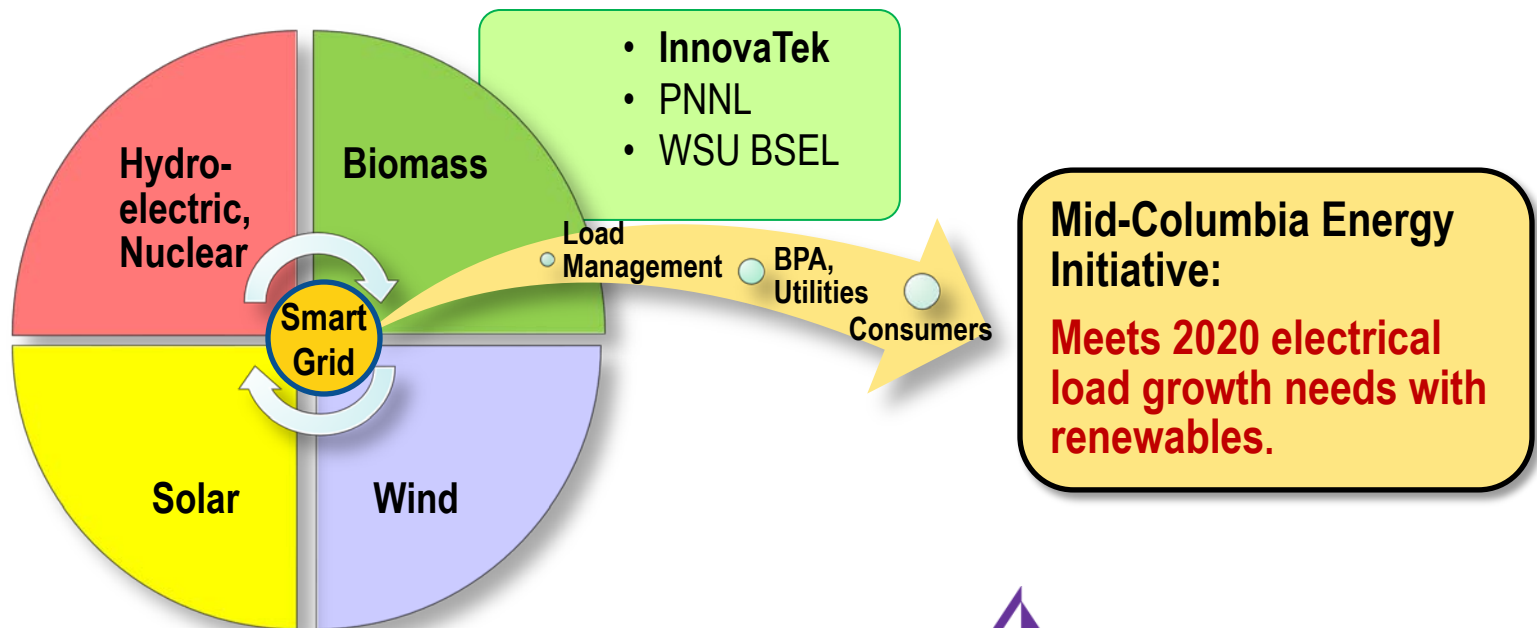 • InnovaTek
• PNNL
• WSU BSEL
Hydro-
electric,
Nuclear
Biomass
Smart
Grid
Solar
Wind
Load
Management
BPA,
Utilities
Consumers
Mid-Columbia Energy
Initiative:
Meets 2020 electrical
load growth needs with
renewables.